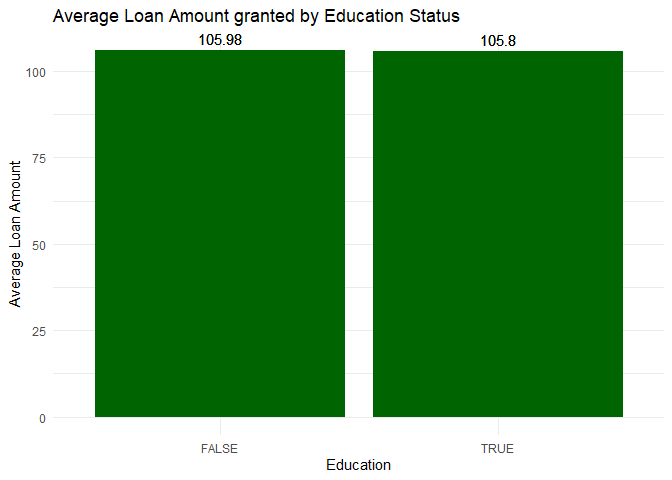 Average Loan Amount granted by Education Status
105.98
105.8
100
75
50
25
0
Average Loan Amount
FALSE
TRUE
Education